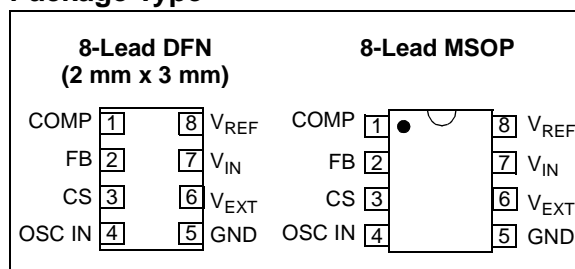 8-Lead DFN
(2 mm x 3 mm)
COMP 1 8 VREF
FB 2 7 VIN
CS 3 6 VEXT
OSC IN 4 5 GND
8-Lead MSOP
COMP 1 8 VREF
FB 2 7 VIN
CS 3 6 VEXT
OSC IN 4 5 GND